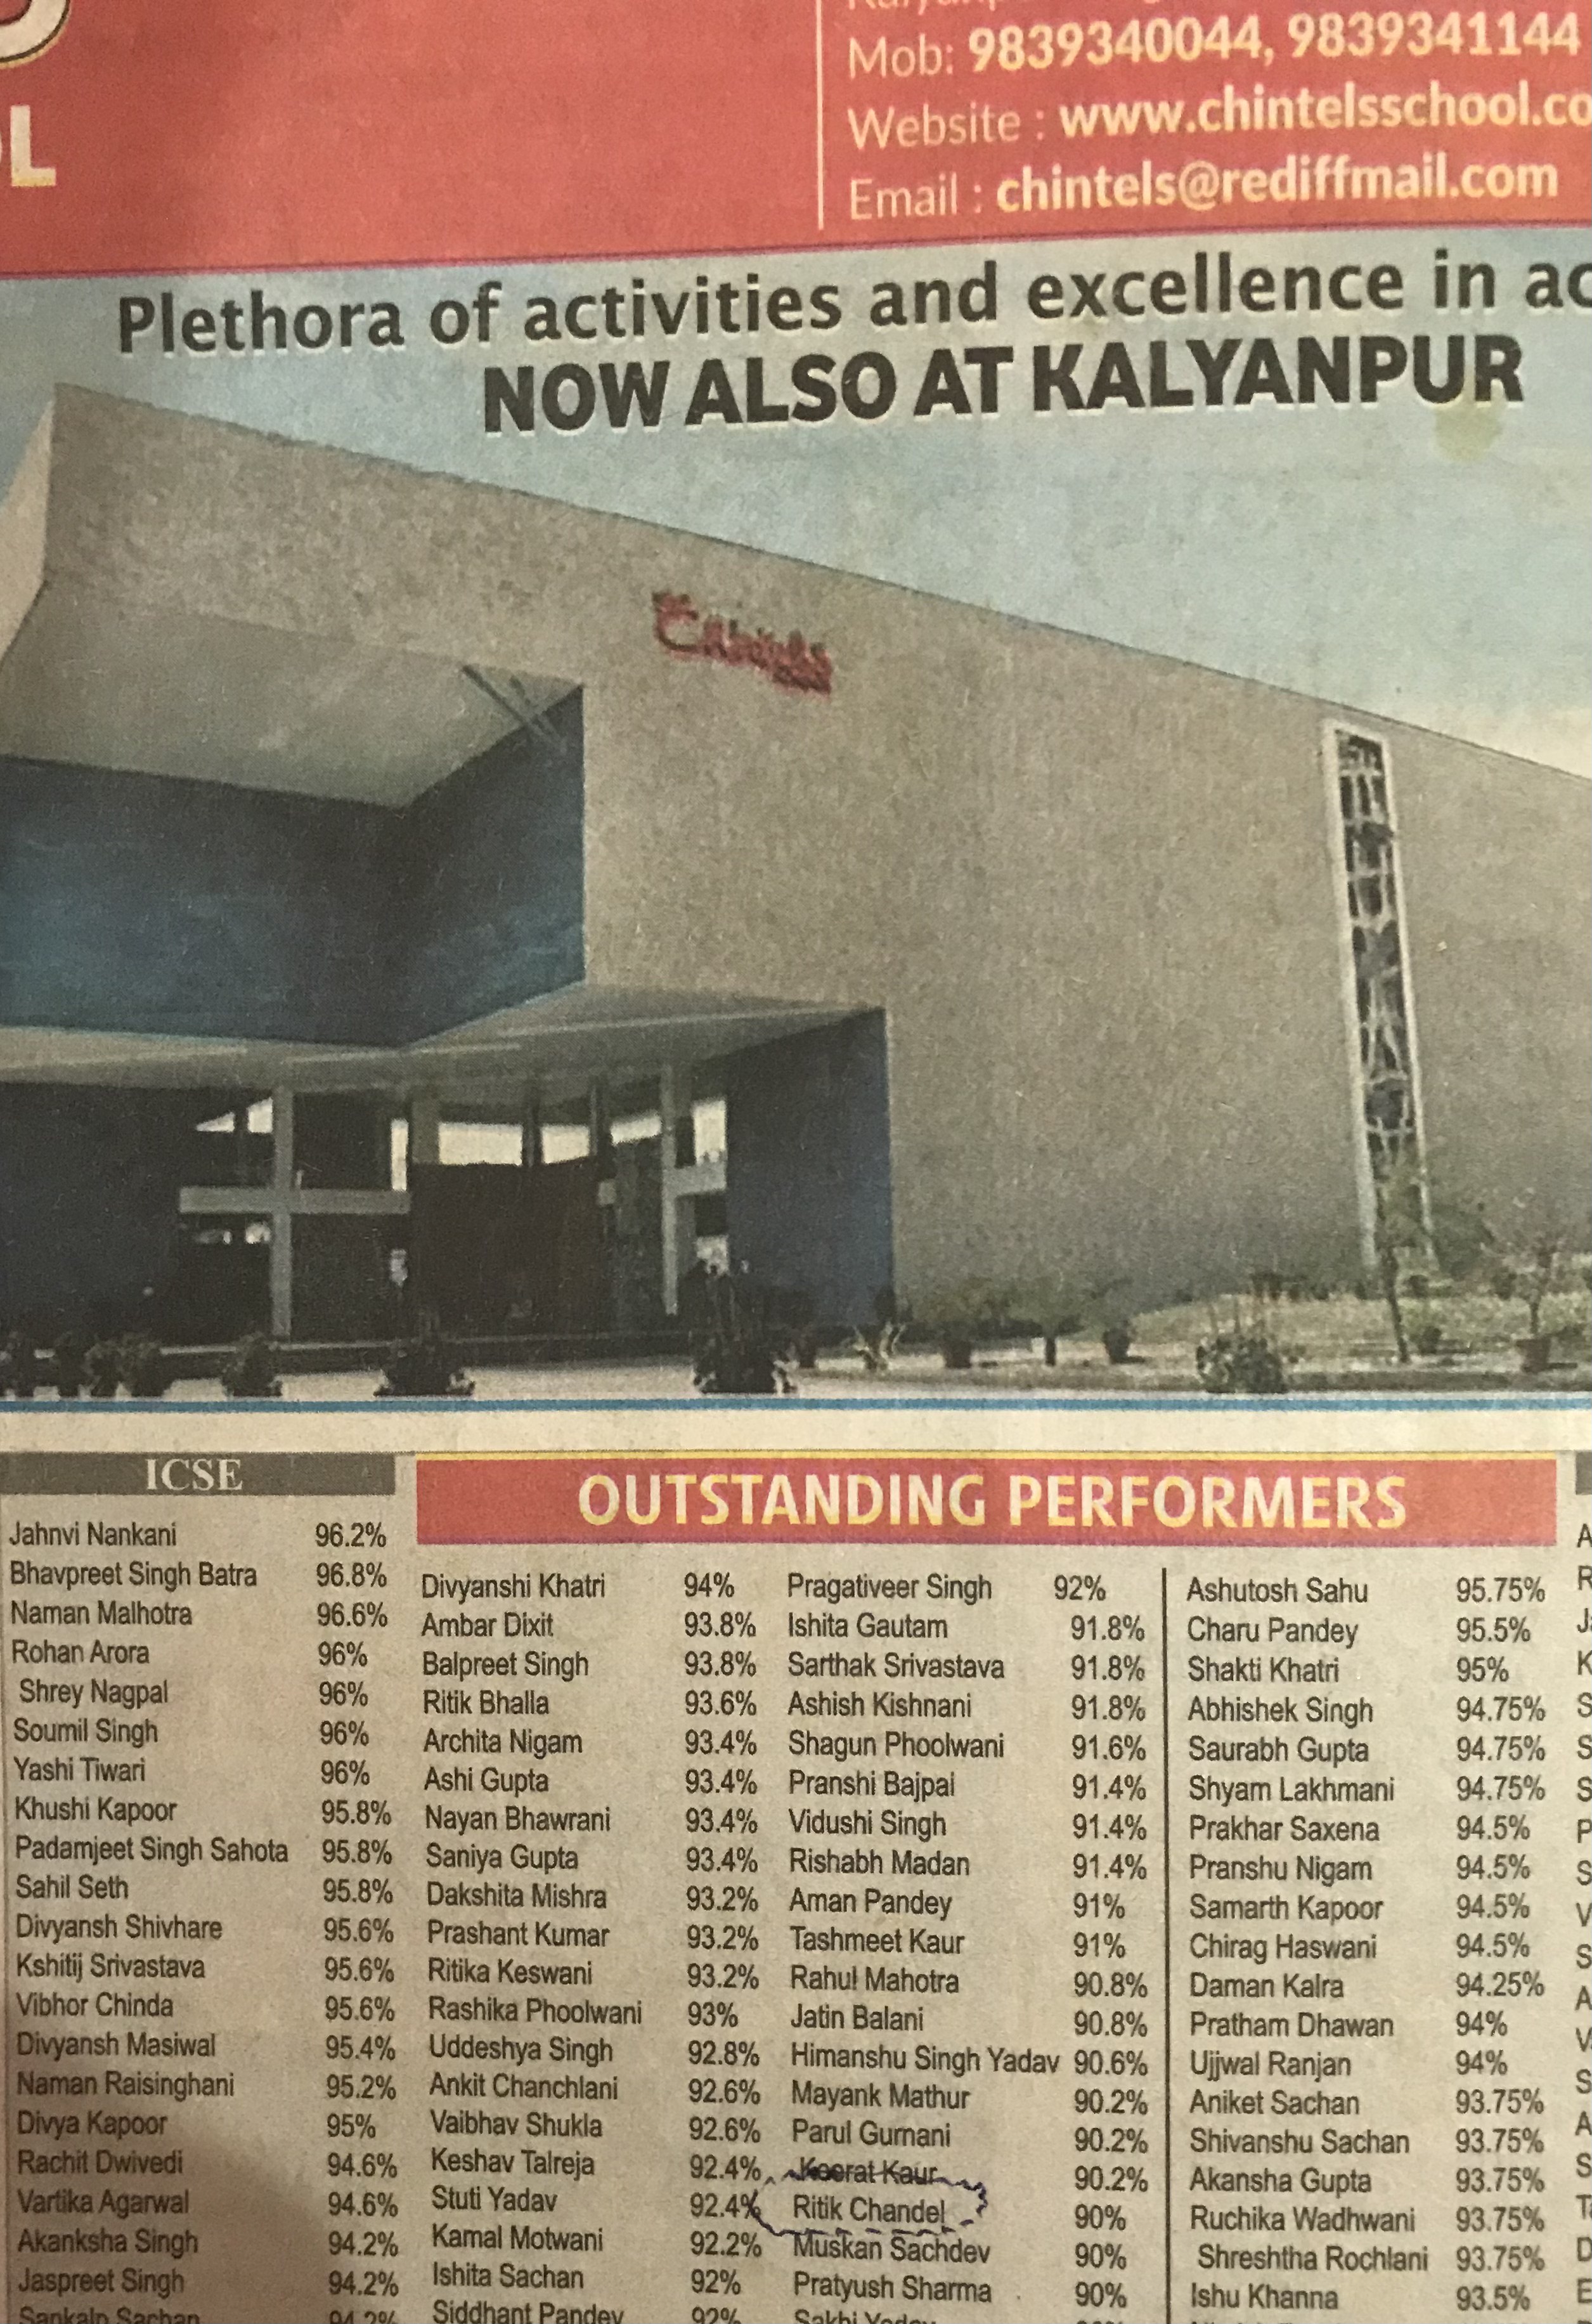 OL
Mob: 9839340044, 9839341144
Website : www.chintelsschool.co
Email : chintels@rediffmail.com
Plethora of activities and excellence in ac
NOW ALSO AT KALYANPUR
Chintels
ICSE
Jahnvi Nankani 96.2%
Bhavpreet Singh Batra 96.8%
Naman Malhotra 96.6%
Rohan Arora 96%
Shrey Nagpal 96%
Soumil Singh 96%
Yashi Tiwari 96%
Khushi Kapoor 95.8%
Padamjeet Singh Sahota 95.8%
Sahil Seth 95.8%
Divyansh Shivhare 95.6%
Kshitij Srivastava 95.6%
Vibhor Chinda 95.6%
Divyansh Masiwal 95.4%
Naman Raisinghani 95.2%
Divya Kapoor 95%
Rachit Dwivedi 94.6%
Vartika Agarwal 94.6%
Akanksha Singh 94.2%
Jaspreet Singh 94.2%
Sankalp Sachan 94.2%
OUTSTANDING PERFORMERS
Divyanshi Khatri 94%
Ambar Dixit 93.8%
Balpreet Singh 93.8%
Ritik Bhalla 93.6%
Archita Nigam 93.4%
Ashi Gupta 93.4%
Nayan Bhawrani 93.4%
Saniya Gupta 93.4%
Dakshita Mishra 93.2%
Prashant Kumar 93.2%
Ritika Keswani 93.2%
Rashika Phoolwani 93%
Uddeshya Singh 92.8%
Ankit Chanchlani 92.6%
Vaibhav Shukla 92.6%
Keshav Talreja 92.4%
Stuti Yadav 92.4%
Kamal Motwani 92.2%
Ishita Sachan 92%
Siddhant Pandey 92%
Pragativeer Singh 92%
Ishita Gautam 91.8%
Sarthak Srivastava 91.8%
Ashish Kishnani 91.8%
Shagun Phoolwani 91.6%
Pranshi Bajpai 91.4%
Vidushi Singh 91.4%
Rishabh Madan 91.4%
Aman Pandey 91%
Tashmeet Kaur 91%
Rahul Mahotra 90.8%
Jatin Balani 90.8%
Himanshu Singh Yadav 90.6%
Mayank Mathur 90.2%
Parul Gurnani 90.2%
Keerat Kaur 90.2%
Ritik Chandel 90%
Muskan Sachdev 90%
Pratyush Sharma 90%
Sakhi Yadav
Ashutosh Sahu 95.75%
Charu Pandey 95.5%
Shakti Khatri 95%
Abhishek Singh 94.75%
Saurabh Gupta 94.75%
Shyam Lakhmani 94.75%
Prakhar Saxena 94.5%
Pranshu Nigam 94.5%
Samarth Kapoor 94.5%
Chirag Haswani 94.5%
Daman Kalra 94.25%
Pratham Dhawan 94%
Ujjwal Ranjan 94%
Aniket Sachan 93.75%
Shivanshu Sachan 93.75%
Akansha Gupta 93.75%
Ruchika Wadhwani 93.75%
Shreshtha Rochlani 93.75%
Ishu Khanna 93.5%